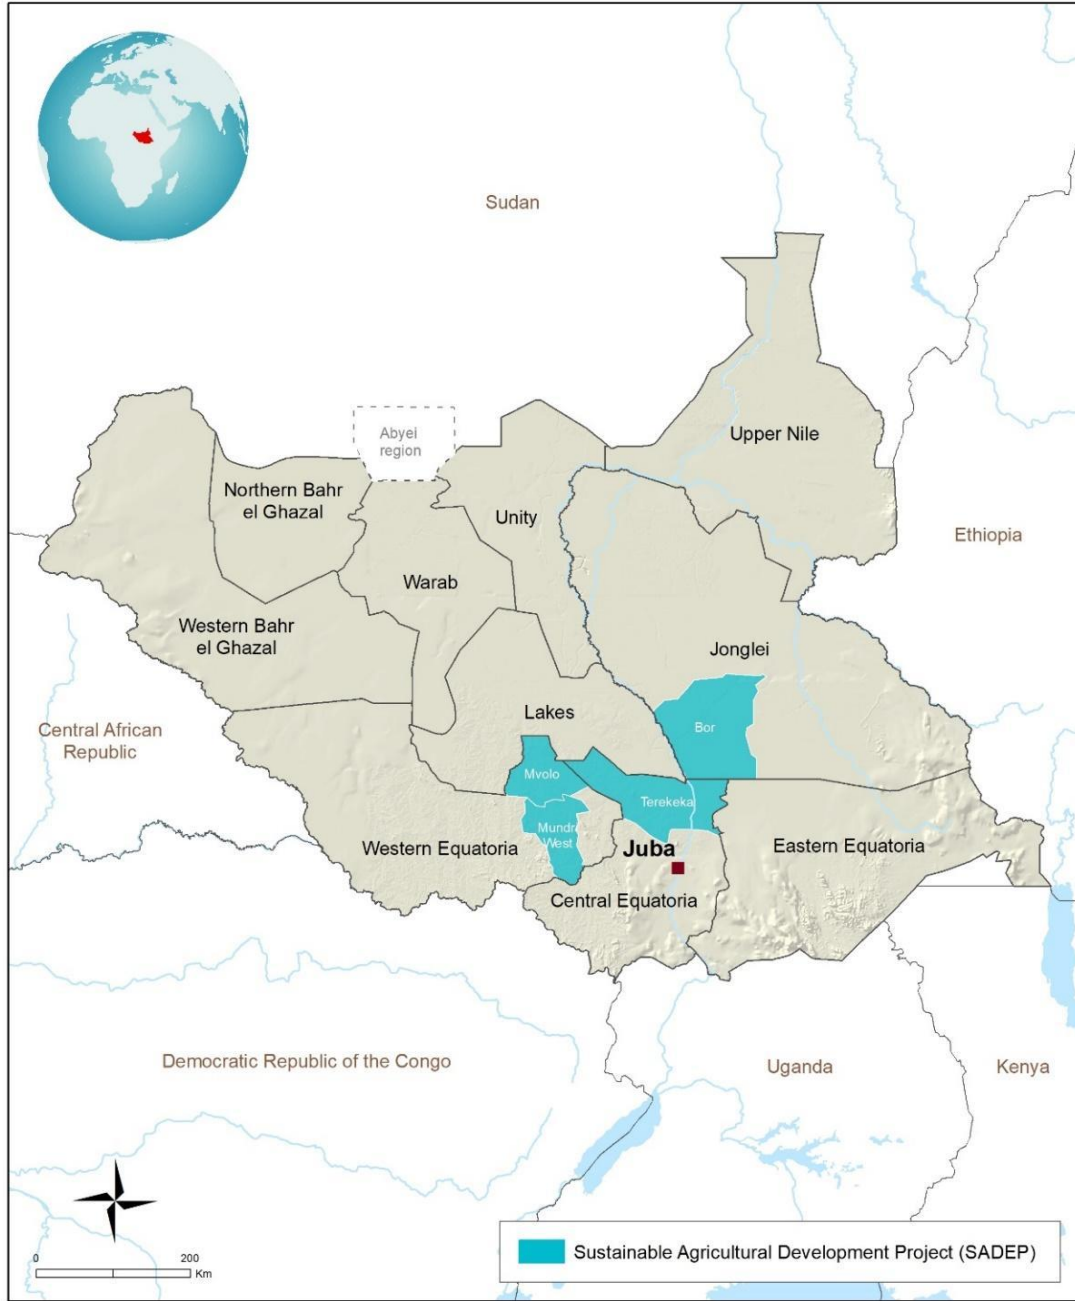 Sudan
Abyei
region
Upper Nile
Northern Bahr
el Ghazal
Unity
Ethiopia
Warab
Western Bahr
el Ghazal
Jonglei
Lakes
Central African
Republic
Bor
Mvolo
Terekeka
Mundri
West
Western Equatoria
Juba
Eastern Equatoria
Central Equatoria
Democratic Republic of the Congo
Uganda
Kenya
0 200
Km
Sustainable Agricultural Development Project (SADEP)